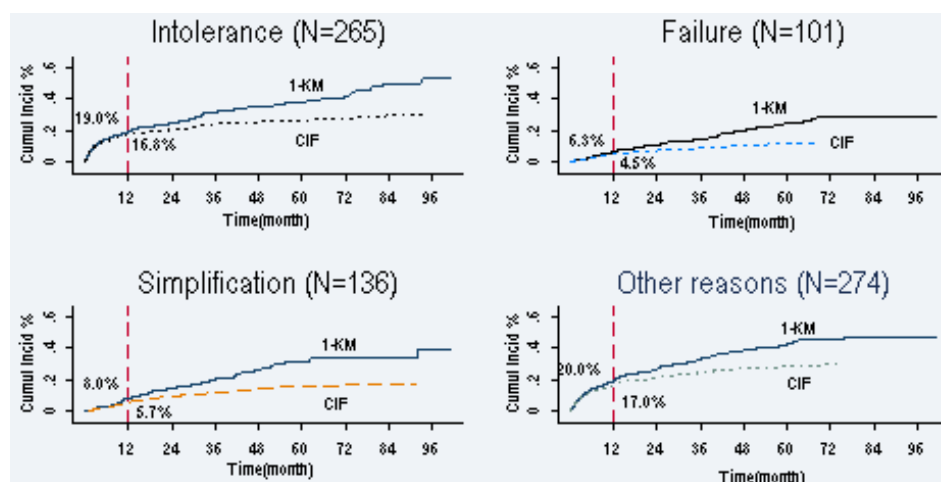 Intolerance (N=265)
Cumul Incid %
0 .2 .4 .6
19.0%
16.8%
1-KM
CIF
12 24 36 48 60 72 84 96
Time(month)
Failure (N=101)
Cumul Incid %
0 .2 .4 .6
6.3%
4.5%
1-KM
CIF
12 24 36 48 60 72 84 96
Time(month)
Simplification (N=136)
Cumul Incid %
0 .2 .4 .6
8.0%
5.7%
1-KM
CIF
12 24 36 48 60 72 84 96
Time(month)
Other reasons (N=274)
Cumul Incid %
0 .2 .4 .6
20.0%
17.0%
1-KM
CIF
12 24 36 48 60 72 84 96
Time(month)